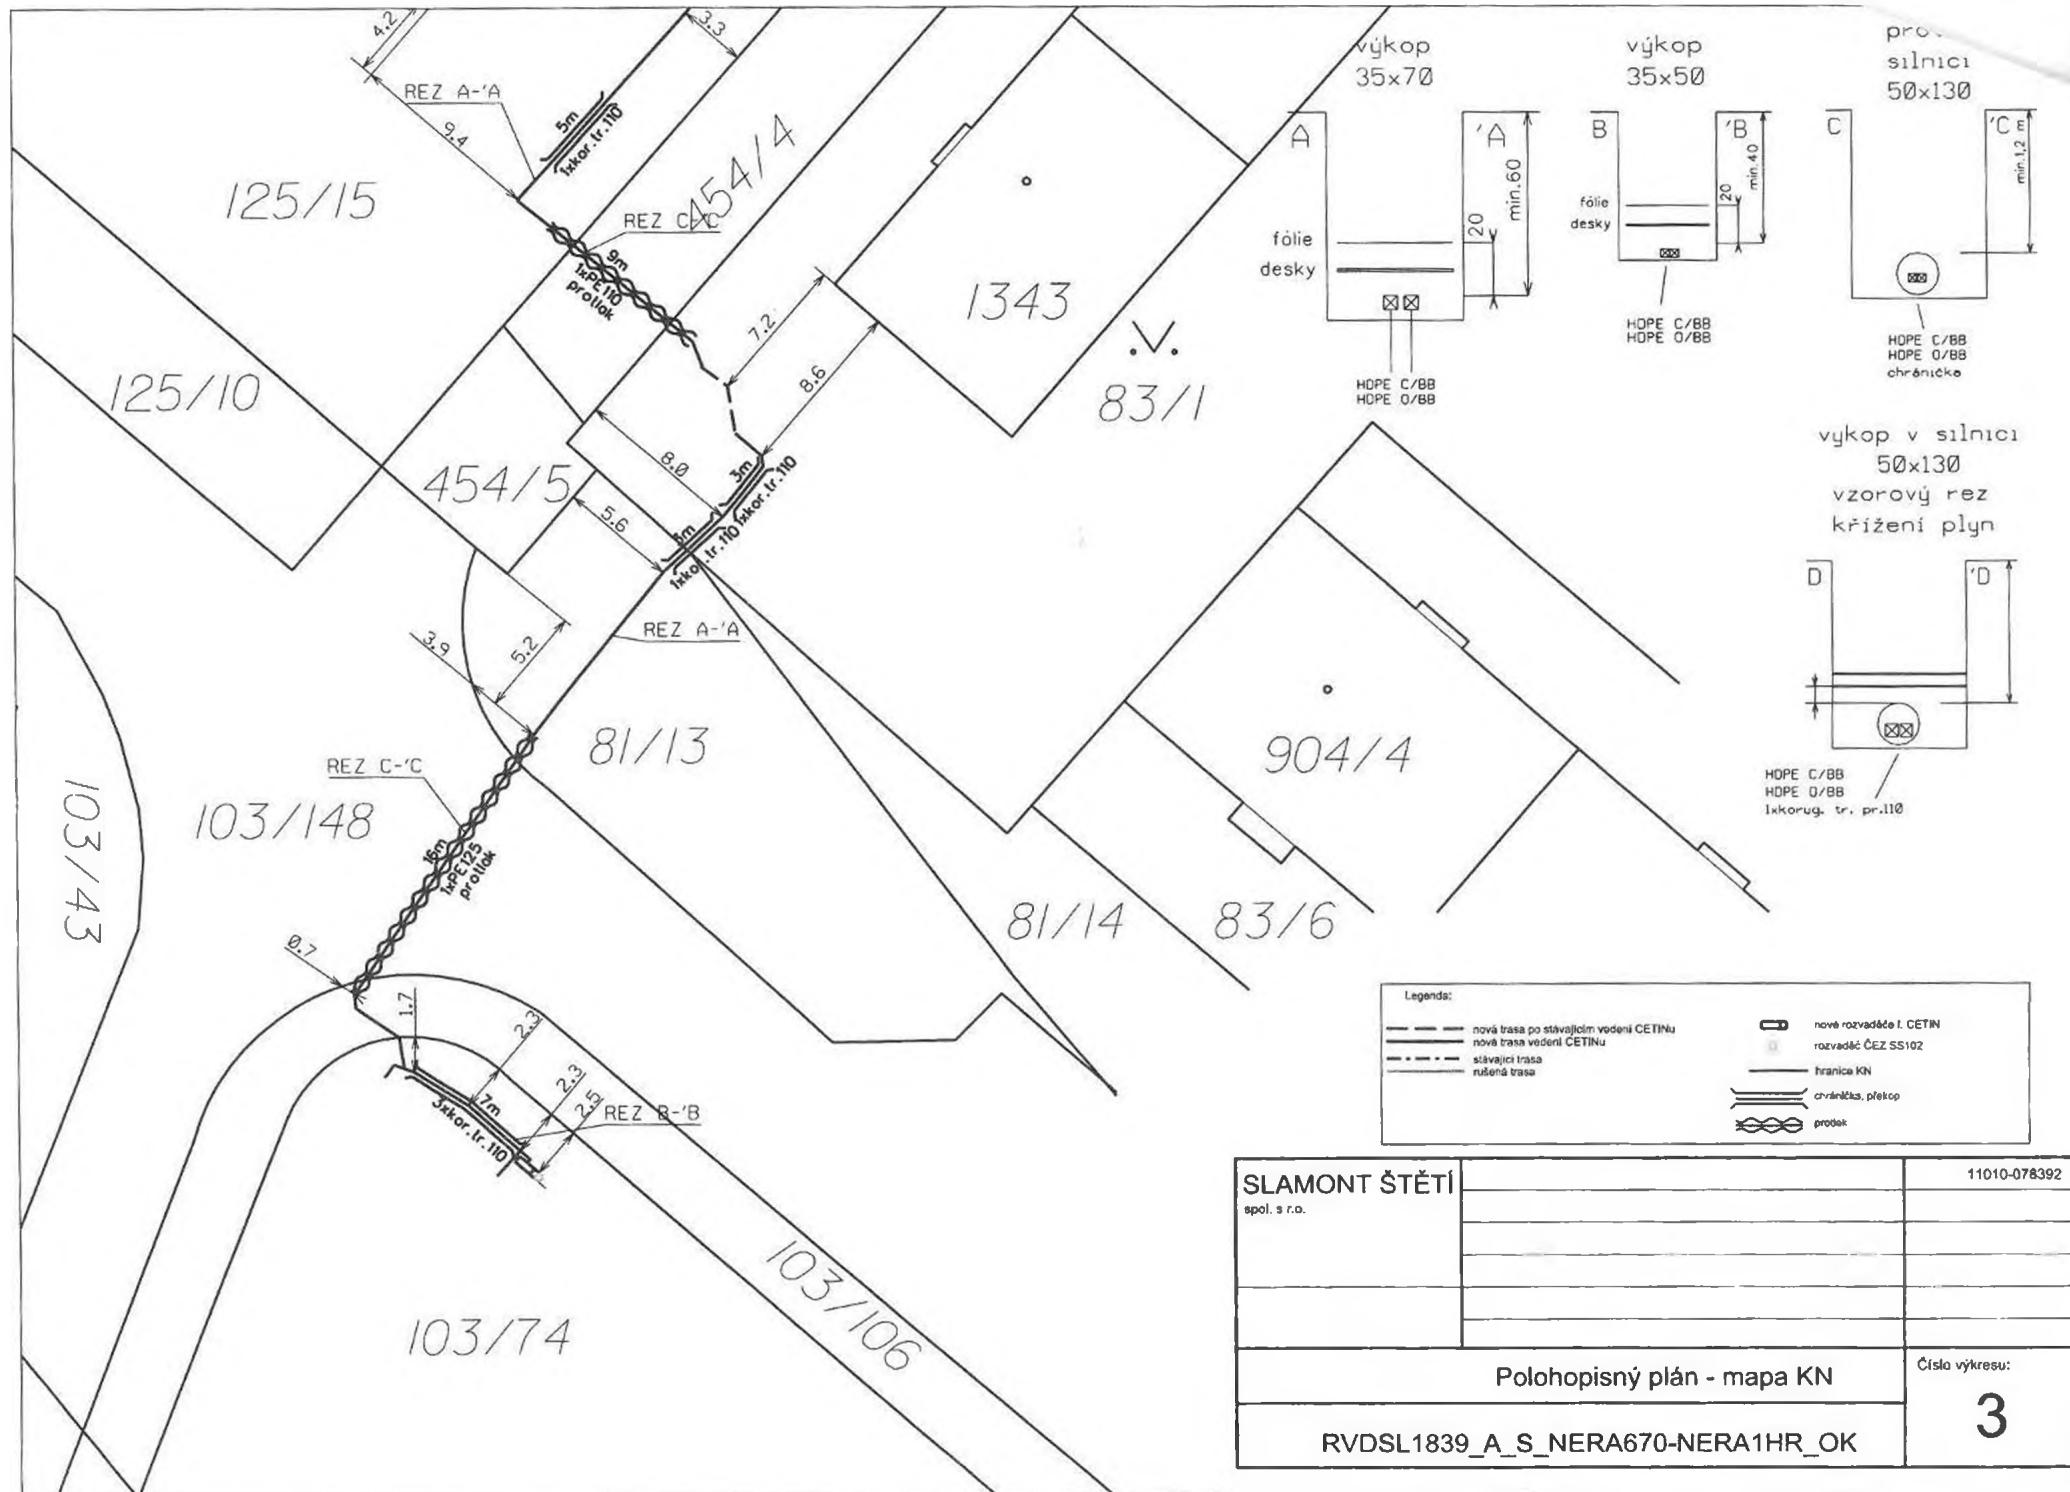 4.2
3.3
REZ A-'A
9.4
5m
1xkor.tr.110
125/15
454/4
REZ C-'C
9m
1xPE110
protlok
1343
7.2
8.6
83/1
125/10
454/5
8.0
5.6
3m
1xkor.tr.110
1xkor.tr.110
REZ A-'A
5.2
3.9
81/13
904/4
REZ C-'C
103/148
103/43
16m
1xPE125
protlok
81/14
83/6
0.7
1.7
2.3
2.3
2.5
REZ B-'B
7m
3xkor.tr.110
103/106
103/74
výkop
35x70
A
'A
min.60
20
fólie
desky
HDPE C/BB
HDPE O/BB
výkop
35x50
B
'B
min.40
20
fólie
desky
HDPE C/BB
HDPE O/BB
silnici
50x130
C
'C
min.1,2 m
HDPE C/BB
HDPE O/BB
chránička
vykop v silnici
50x130
vzorový rez
křížení plyn
D
'D
HDPE C/BB
HDPE O/BB
1xkorug. tr. pr.110
Legenda:
nová trasa po stávajícím vedení CETINu
nová trasa vedení CETINu
stávající trasa
rušená trasa
nové rozvaděče I. CETIN
rozvaděč ČEZ SS102
hranice KN
chránička, překop
protlak
SLAMONT ŠTĚTÍ
spol. s r.o.
11010-078392
Polohopisný plán - mapa KN
Číslo výkresu:
3
RVDSL1839_A_S_NERA670-NERA1HR_OK